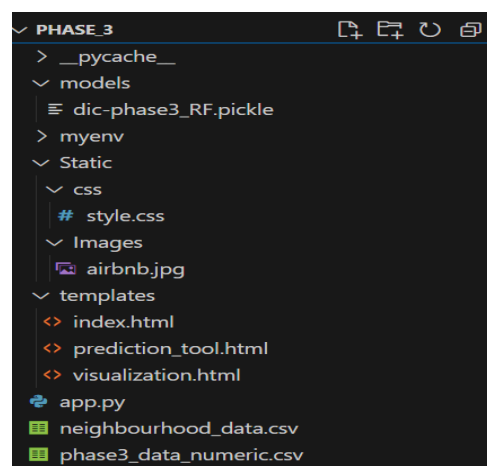 PHASE_3
__pycache__
models
dic-phase3_RF.pickle
myenv
Static
css
# style.css
Images
airbnb.jpg
templates
<> index.html
<> prediction_tool.html
<> visualization.html
app.py
neighbourhood_data.csv
phase3_data_numeric.csv